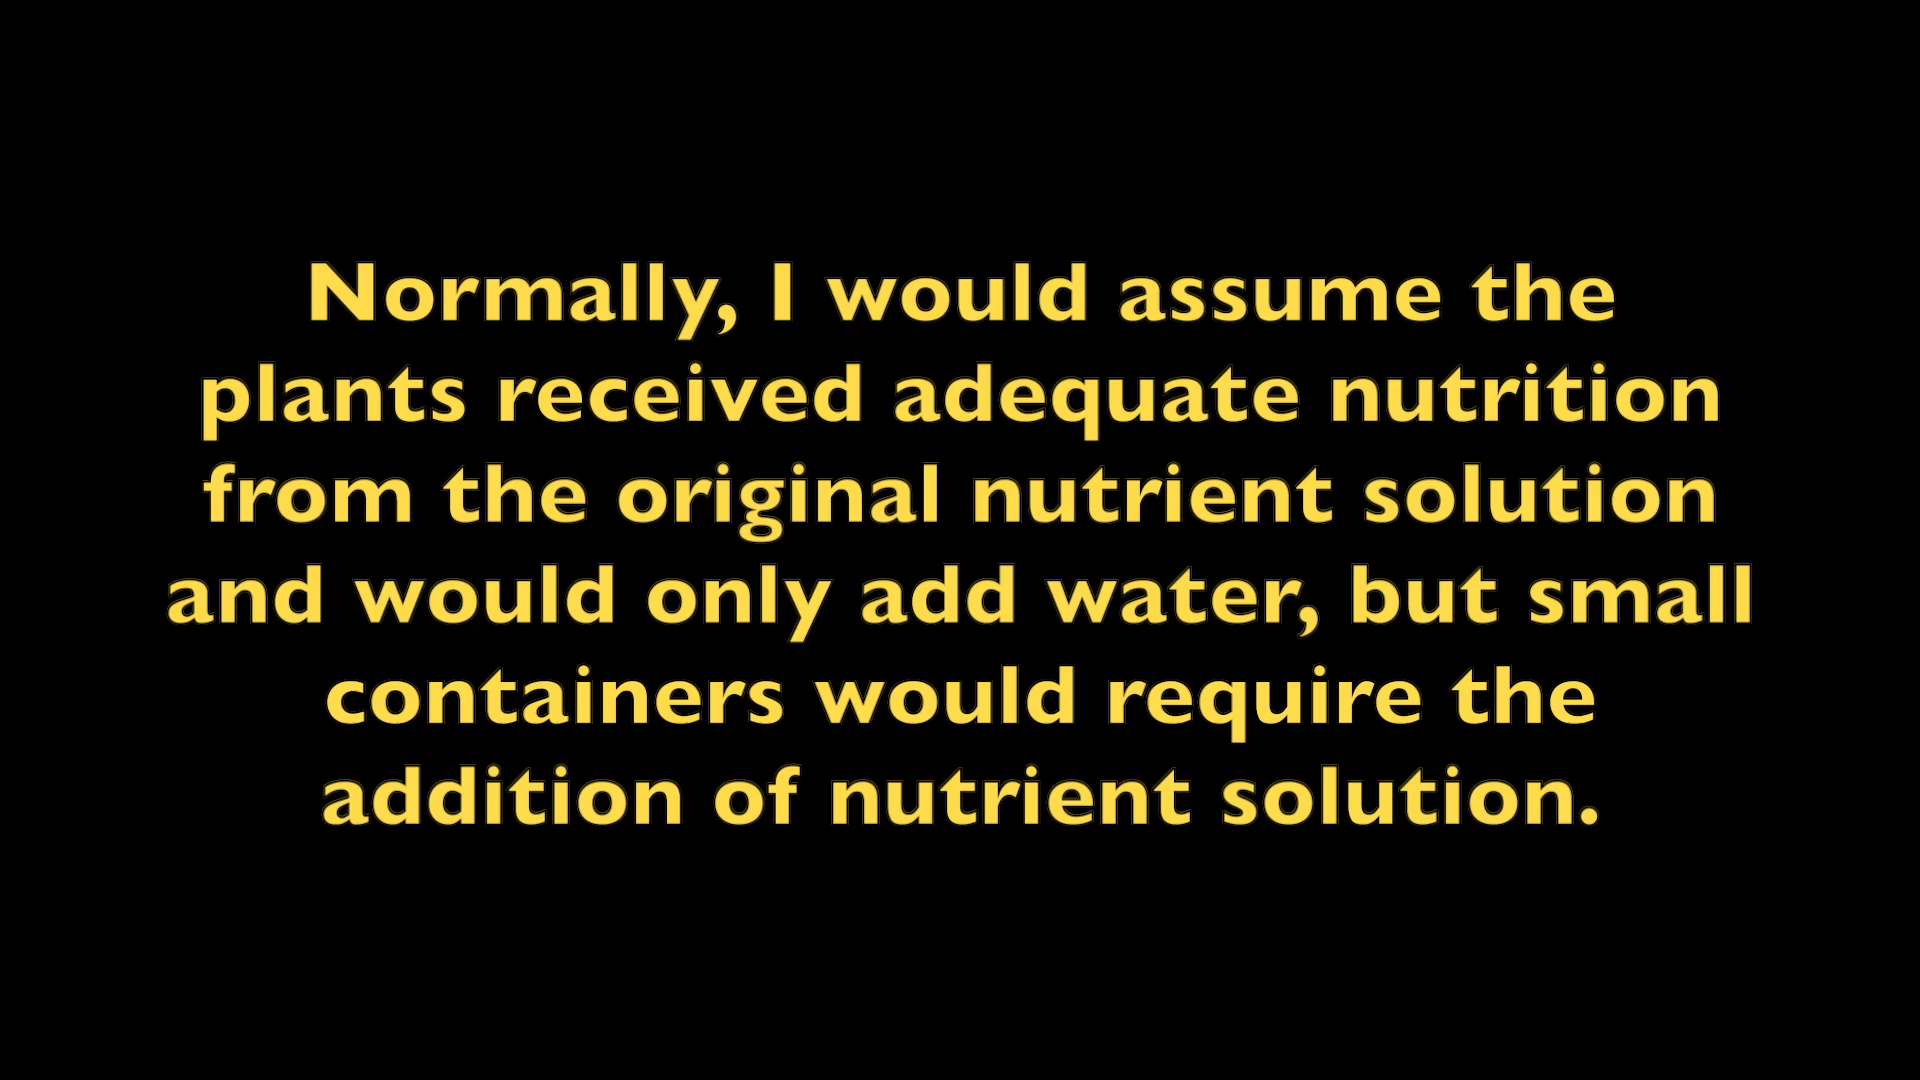 Normally, I would assume the
plants received adequate nutrition
from the original nutrient solution
and would only add water, but small
containers would require the
addition of nutrient solution.